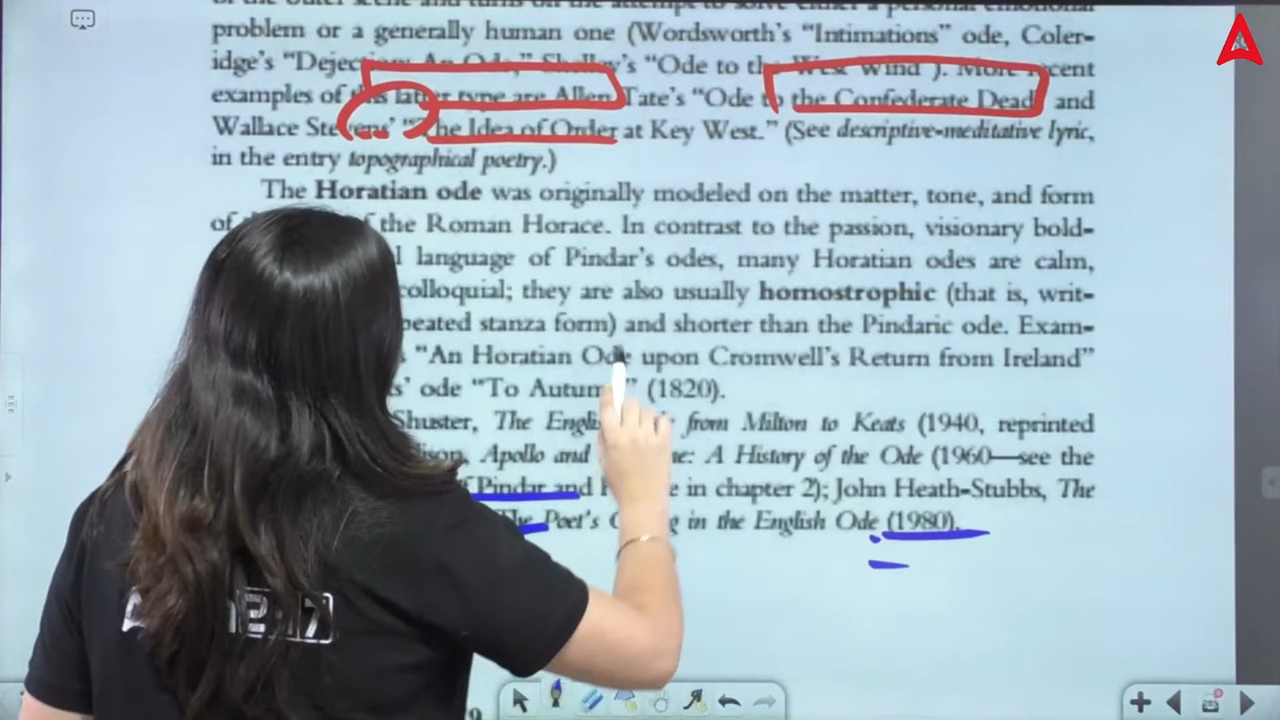 problem or a generally human one (Wordsworth's “Intimations” ode, Coler-
idge's “Dejection: An Ode,” Shelley's “Ode to the West Wind”). More recent
examples of this latter type are Allen Tate's “Ode to the Confederate Dead” and
Wallace Stevens' “The Idea of Order at Key West.” (See descriptive-meditative lyric,
in the entry topographical poetry.)
The Horatian ode was originally modeled on the matter, tone, and form
of the Roman Horace. In contrast to the passion, visionary bold-
language of Pindar's odes, many Horatian odes are calm,
colloquial; they are also usually homostrophic (that is, writ-
peated stanza form) and shorter than the Pindaric ode. Exam-
“An Horatian Ode upon Cromwell's Return from Ireland”
ode “To Autumn” (1820).
Shuster, The English from Milton to Keats (1940, reprinted
Apollo and A History of the Ode (1960—see the
Pindar and in chapter 2); John Heath-Stubbs, The
The Poet's in the English Ode (1980).